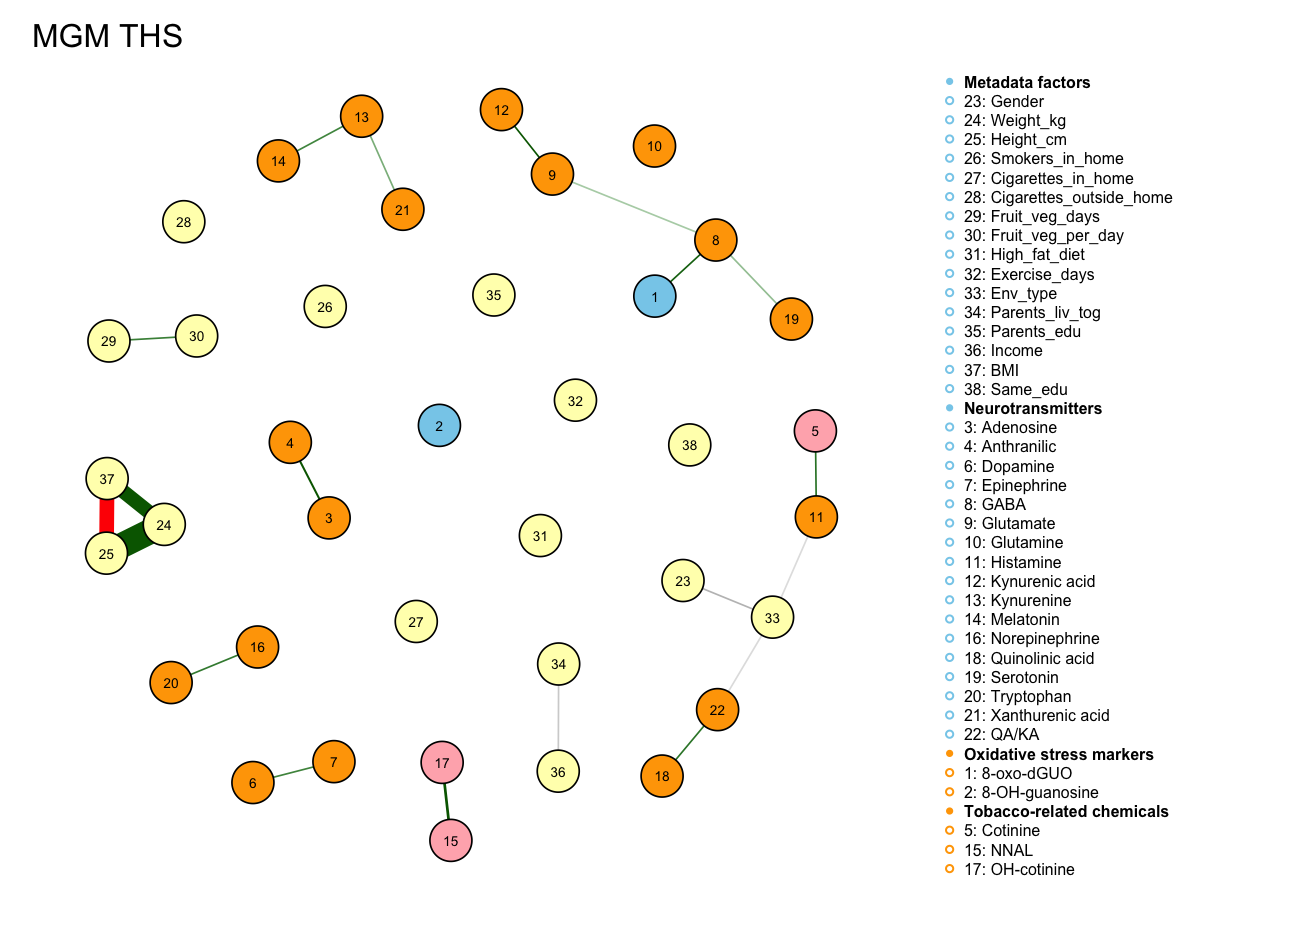 MGM THS
12
13
10
14
9
21
28
8
35
1
26
19
30
29
32
2
5
4
38
37
11
3
24
31
25
23
33
27
16
34
20
22
7
17
36
18
6
15
Metadata factors
23: Gender
24: Weight_kg
25: Height_cm
26: Smokers_in_home
27: Cigarettes_in_home
28: Cigarettes_outside_home
29: Fruit_veg_days
30: Fruit_veg_per_day
31: High_fat_diet
32: Exercise_days
33: Env_type
34: Parents_liv_tog
35: Parents_edu
36: Income
37: BMI
38: Same_edu
Neurotransmitters
3: Adenosine
4: Anthranilic
6: Dopamine
7: Epinephrine
8: GABA
9: Glutamate
10: Glutamine
11: Histamine
12: Kynurenic acid
13: Kynurenine
14: Melatonin
16: Norepinephrine
18: Quinolinic acid
19: Serotonin
20: Tryptophan
21: Xanthurenic acid
22: QA/KA
Oxidative stress markers
1: 8-oxo-dGUO
2: 8-OH-guanosine
Tobacco-related chemicals
5: Cotinine
15: NNAL
17: OH-cotinine